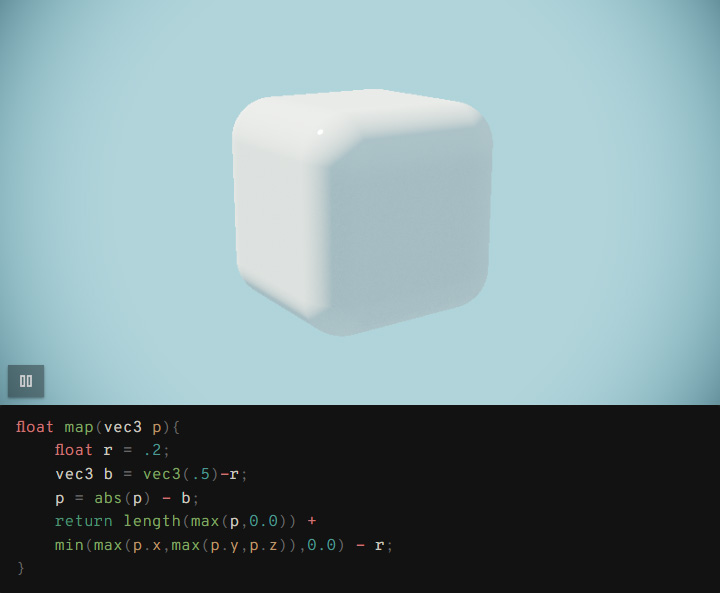 float map(vec3 p){
    float r = .2;
    vec3 b = vec3(.5)-r;
    p = abs(p) - b;
    return length(max(p,0.0)) +
    min(max(p.x,max(p.y,p.z)),0.0) - r;
}